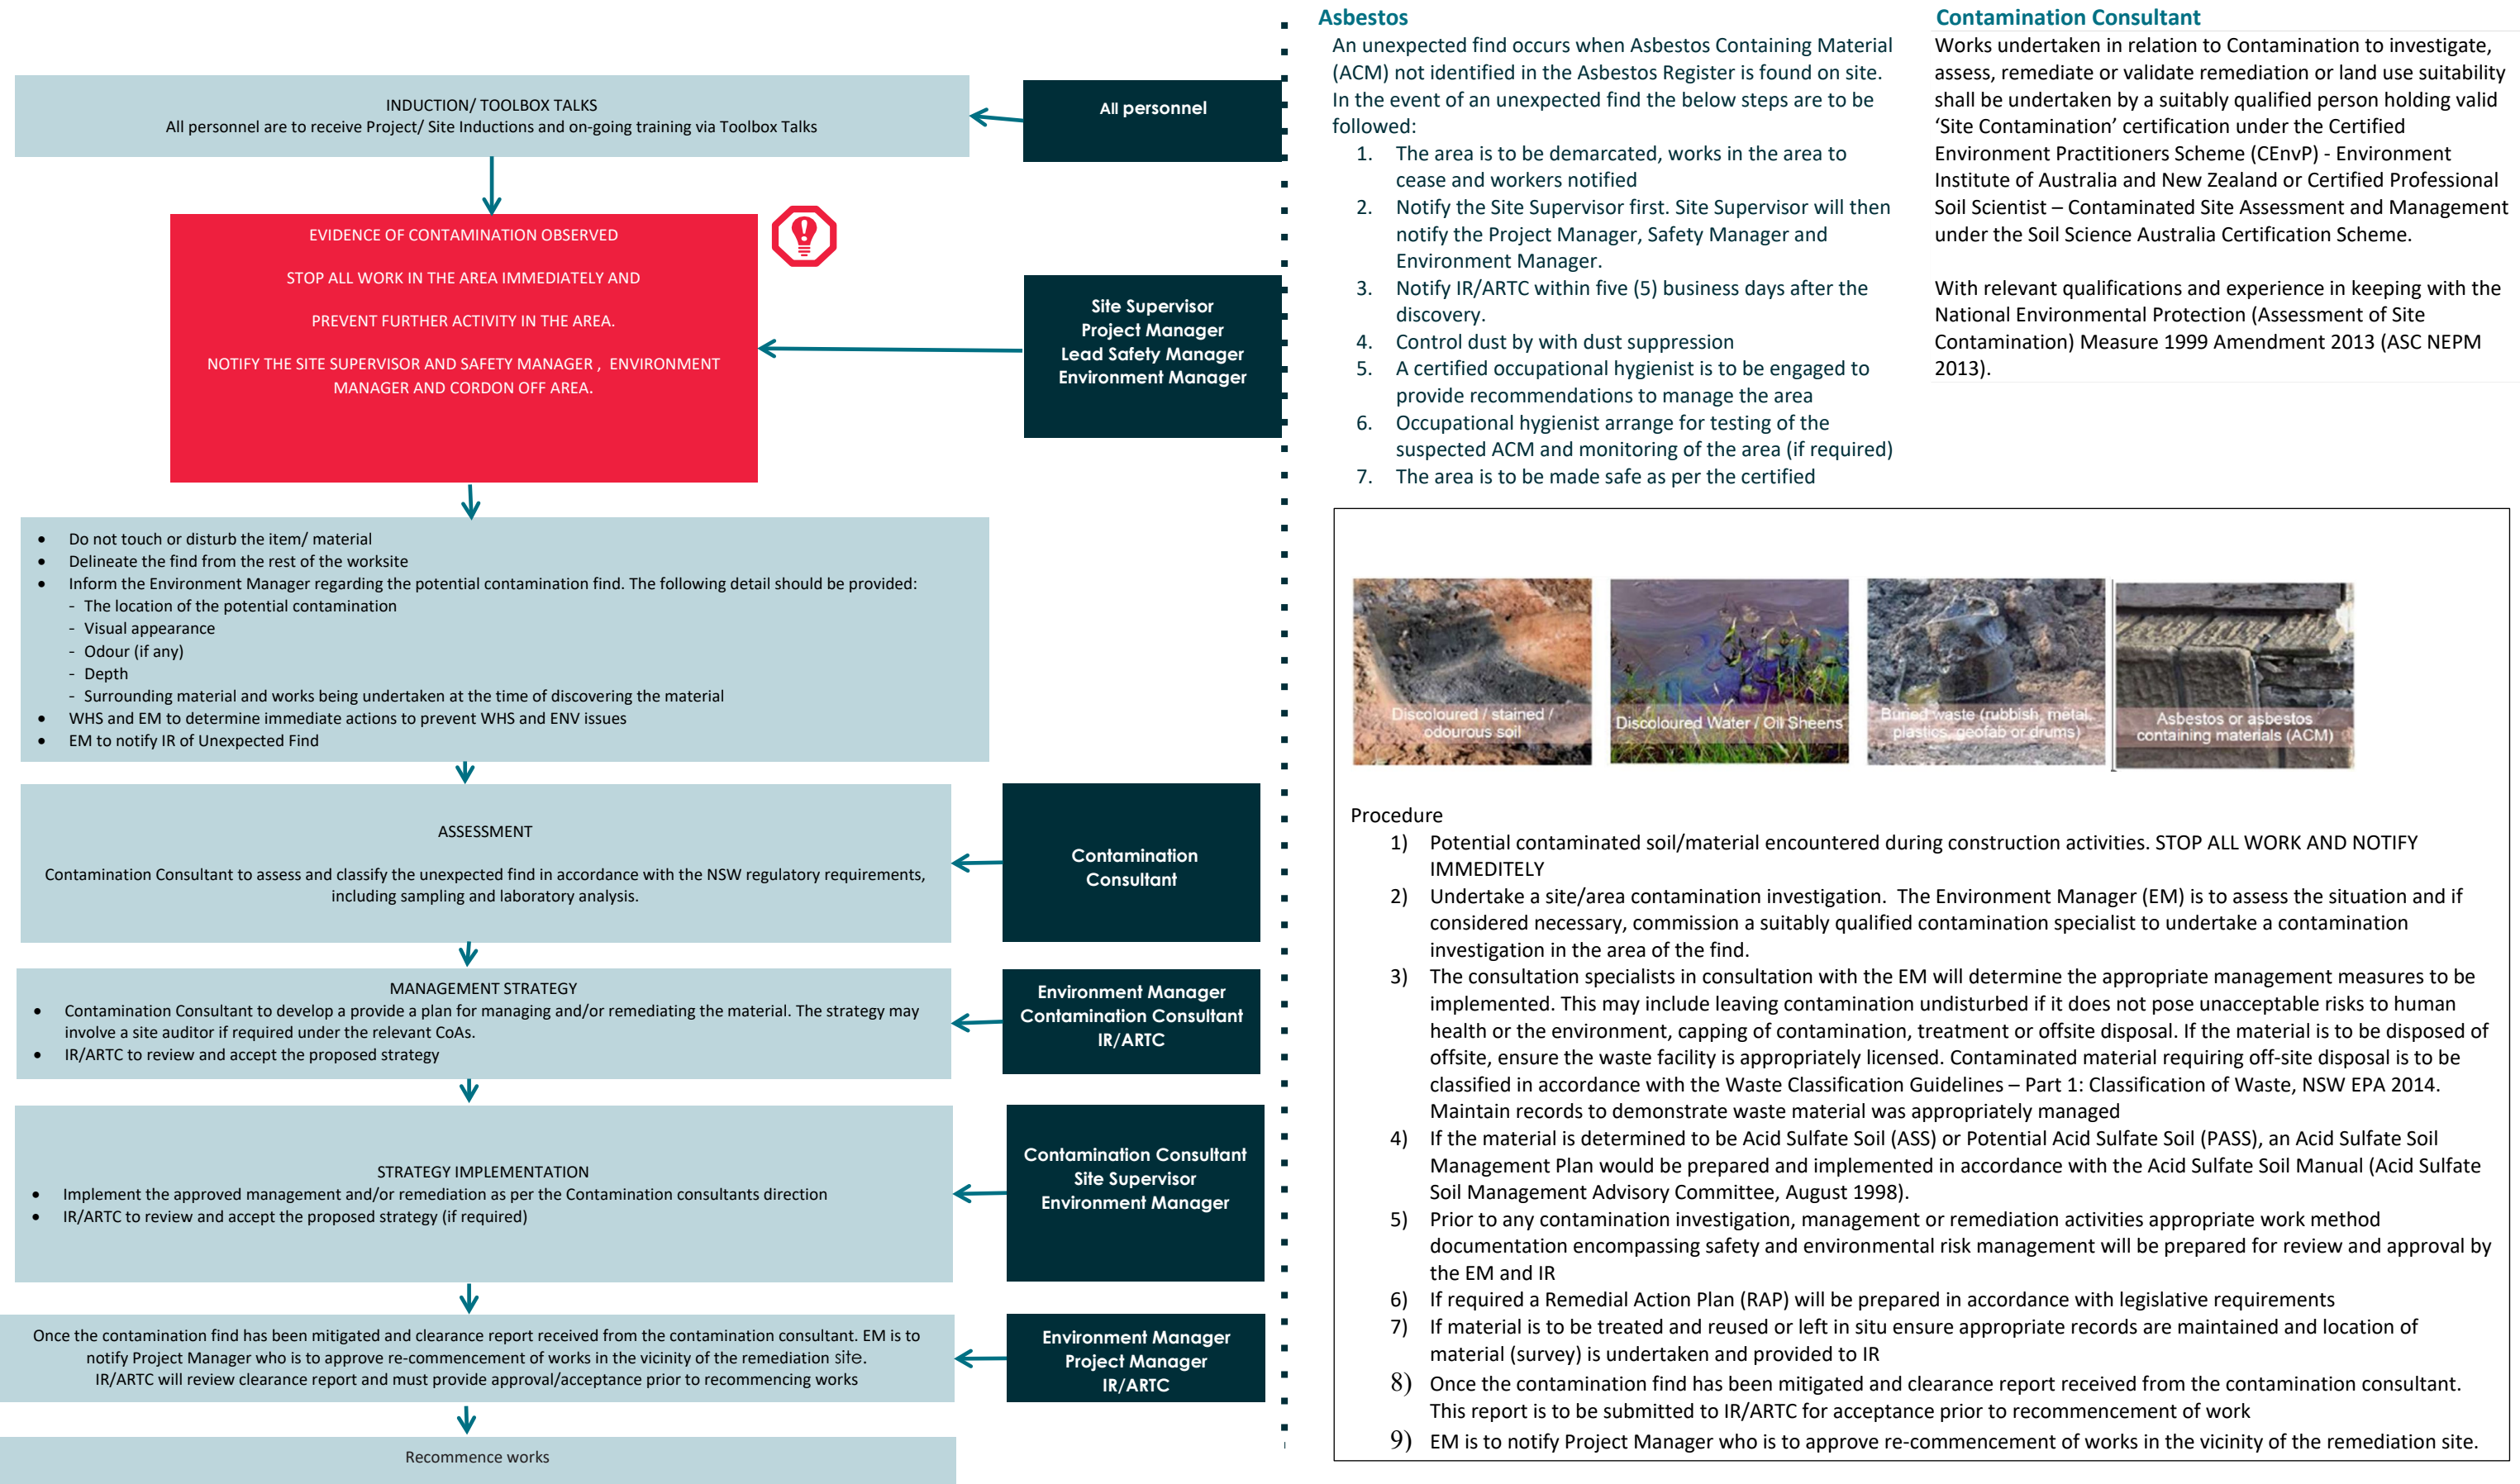 INDUCTION/ TOOLBOX TALKS
All personnel are to receive Project/ Site Inductions and on-going training via Toolbox Talks
All personnel
EVIDENCE OF CONTAMINATION OBSERVED
STOP ALL WORK IN THE AREA IMMEDIATELY AND
PREVENT FURTHER ACTIVITY IN THE AREA.
NOTIFY THE SITE SUPERVISOR AND SAFETY MANAGER , ENVIRONMENT
MANAGER AND CORDON OFF AREA.
Site Supervisor
Project Manager
Lead Safety Manager
Environment Manager
• Do not touch or disturb the item/ material
• Delineate the find from the rest of the worksite
• Inform the Environment Manager regarding the potential contamination find. The following detail should be provided:
- The location of the potential contamination
- Visual appearance
- Odour (if any)
- Depth
- Surrounding material and works being undertaken at the time of discovering the material
• WHS and EM to determine immediate actions to prevent WHS and ENV issues
• EM to notify IR of Unexpected Find
ASSESSMENT
Contamination Consultant to assess and classify the unexpected find in accordance with the NSW regulatory requirements,
including sampling and laboratory analysis.
Contamination
Consultant
MANAGEMENT STRATEGY
• Contamination Consultant to develop a provide a plan for managing and/or remediating the material. The strategy may
involve a site auditor if required under the relevant CoAs.
• IR/ARTC to review and accept the proposed strategy
Environment Manager
Contamination Consultant
IR/ARTC
STRATEGY IMPLEMENTATION
• Implement the approved management and/or remediation as per the Contamination consultants direction
• IR/ARTC to review and accept the proposed strategy (if required)
Contamination Consultant
Site Supervisor
Environment Manager
Once the contamination find has been mitigated and clearance report received from the contamination consultant. EM is to
notify Project Manager who is to approve re-commencement of works in the vicinity of the remediation site.
IR/ARTC will review clearance report and must provide approval/acceptance prior to recommencing works
Environment Manager
Project Manager
IR/ARTC
Recommence works
Asbestos
An unexpected find occurs when Asbestos Containing Material
(ACM) not identified in the Asbestos Register is found on site.
In the event of an unexpected find the below steps are to be
followed:
1. The area is to be demarcated, works in the area to
cease and workers notified
2. Notify the Site Supervisor first. Site Supervisor will then
notify the Project Manager, Safety Manager and
Environment Manager.
3. Notify IR/ARTC within five (5) business days after the
discovery.
4. Control dust by with dust suppression
5. A certified occupational hygienist is to be engaged to
provide recommendations to manage the area
6. Occupational hygienist arrange for testing of the
suspected ACM and monitoring of the area (if required)
7. The area is to be made safe as per the certified
Contamination Consultant
Works undertaken in relation to Contamination to investigate,
assess, remediate or validate remediation or land use suitability
shall be undertaken by a suitably qualified person holding valid
‘Site Contamination’ certification under the Certified
Environment Practitioners Scheme (CEnvP) - Environment
Institute of Australia and New Zealand or Certified Professional
Soil Scientist – Contaminated Site Assessment and Management
under the Soil Science Australia Certification Scheme.
With relevant qualifications and experience in keeping with the
National Environmental Protection (Assessment of Site
Contamination) Measure 1999 Amendment 2013 (ASC NEPM
2013).
Discoloured / stained /
odourous soil
Discoloured Water / Oil Sheens
Buried waste (rubbish, metal,
plastics, geofab or drums)
Asbestos or asbestos
containing materials (ACM)
Procedure
1) Potential contaminated soil/material encountered during construction activities. STOP ALL WORK AND NOTIFY
IMMEDITELY
2) Undertake a site/area contamination investigation. The Environment Manager (EM) is to assess the situation and if
considered necessary, commission a suitably qualified contamination specialist to undertake a contamination
investigation in the area of the find.
3) The consultation specialists in consultation with the EM will determine the appropriate management measures to be
implemented. This may include leaving contamination undisturbed if it does not pose unacceptable risks to human
health or the environment, capping of contamination, treatment or offsite disposal. If the material is to be disposed of
offsite, ensure the waste facility is appropriately licensed. Contaminated material requiring off-site disposal is to be
classified in accordance with the Waste Classification Guidelines – Part 1: Classification of Waste, NSW EPA 2014.
Maintain records to demonstrate waste material was appropriately managed
4) If the material is determined to be Acid Sulfate Soil (ASS) or Potential Acid Sulfate Soil (PASS), an Acid Sulfate Soil
Management Plan would be prepared and implemented in accordance with the Acid Sulfate Soil Manual (Acid Sulfate
Soil Management Advisory Committee, August 1998).
5) Prior to any contamination investigation, management or remediation activities appropriate work method
documentation encompassing safety and environmental risk management will be prepared for review and approval by
the EM and IR
6) If required a Remedial Action Plan (RAP) will be prepared in accordance with legislative requirements
7) If material is to be treated and reused or left in situ ensure appropriate records are maintained and location of
material (survey) is undertaken and provided to IR
8) Once the contamination find has been mitigated and clearance report received from the contamination consultant.
This report is to be submitted to IR/ARTC for acceptance prior to recommencement of work
9) EM is to notify Project Manager who is to approve re-commencement of works in the vicinity of the remediation site.